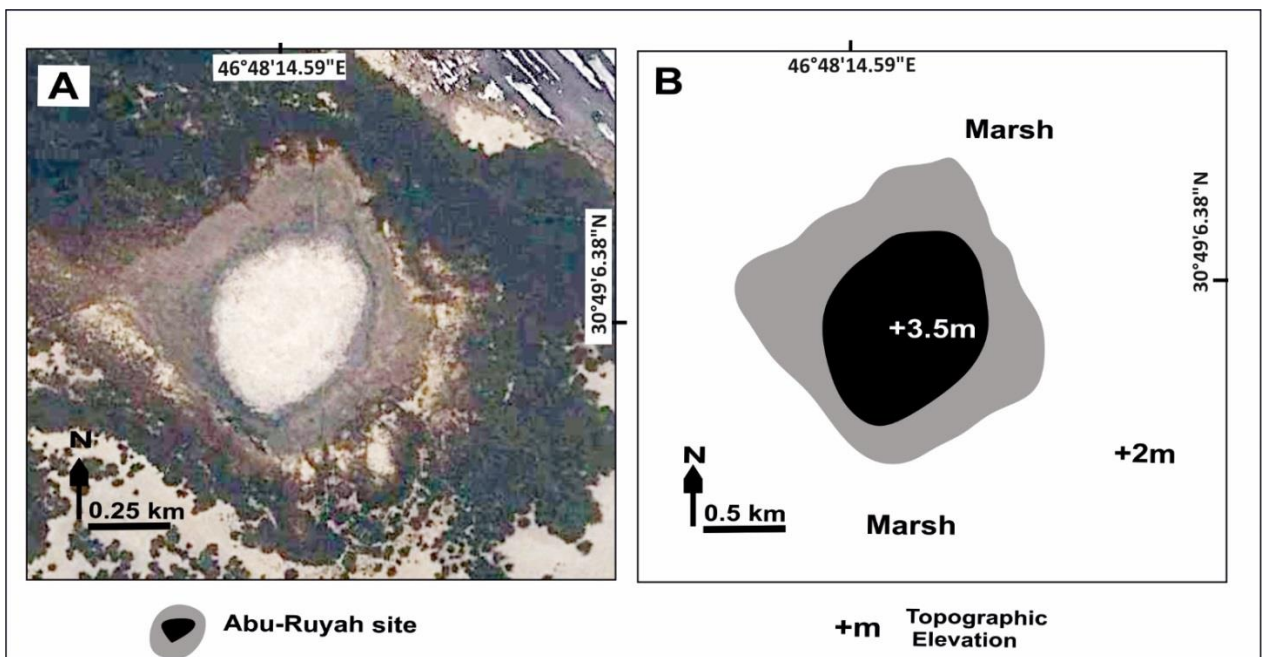 A
46°48'14.59"E
30°49'6.38"N
N
0.25 km
B
46°48'14.59"E
Marsh
30°49'6.38"N
+3.5m
+2m
N
0.5 km
Marsh
Abu-Ruyah site
+m Topographic
Elevation